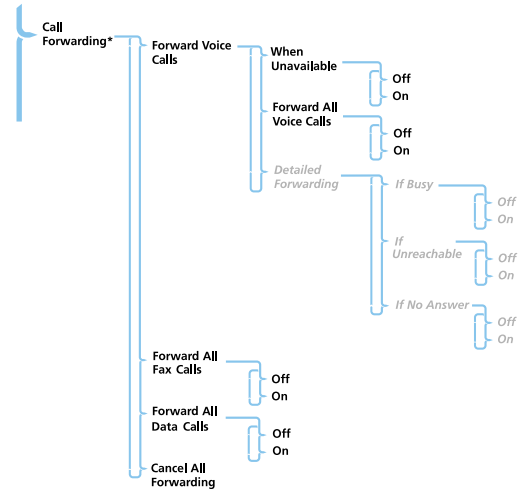 Call
Forwarding*
Forward Voice
Calls
When
Unavailable
Off
On
Forward All
Voice Calls
Off
On
Detailed
Forwarding
If Busy
Off
On
If
Unreachable
Off
On
If No Answer
Off
On
Forward All
Fax Calls
Off
On
Forward All
Data Calls
Off
On
Cancel All
Forwarding